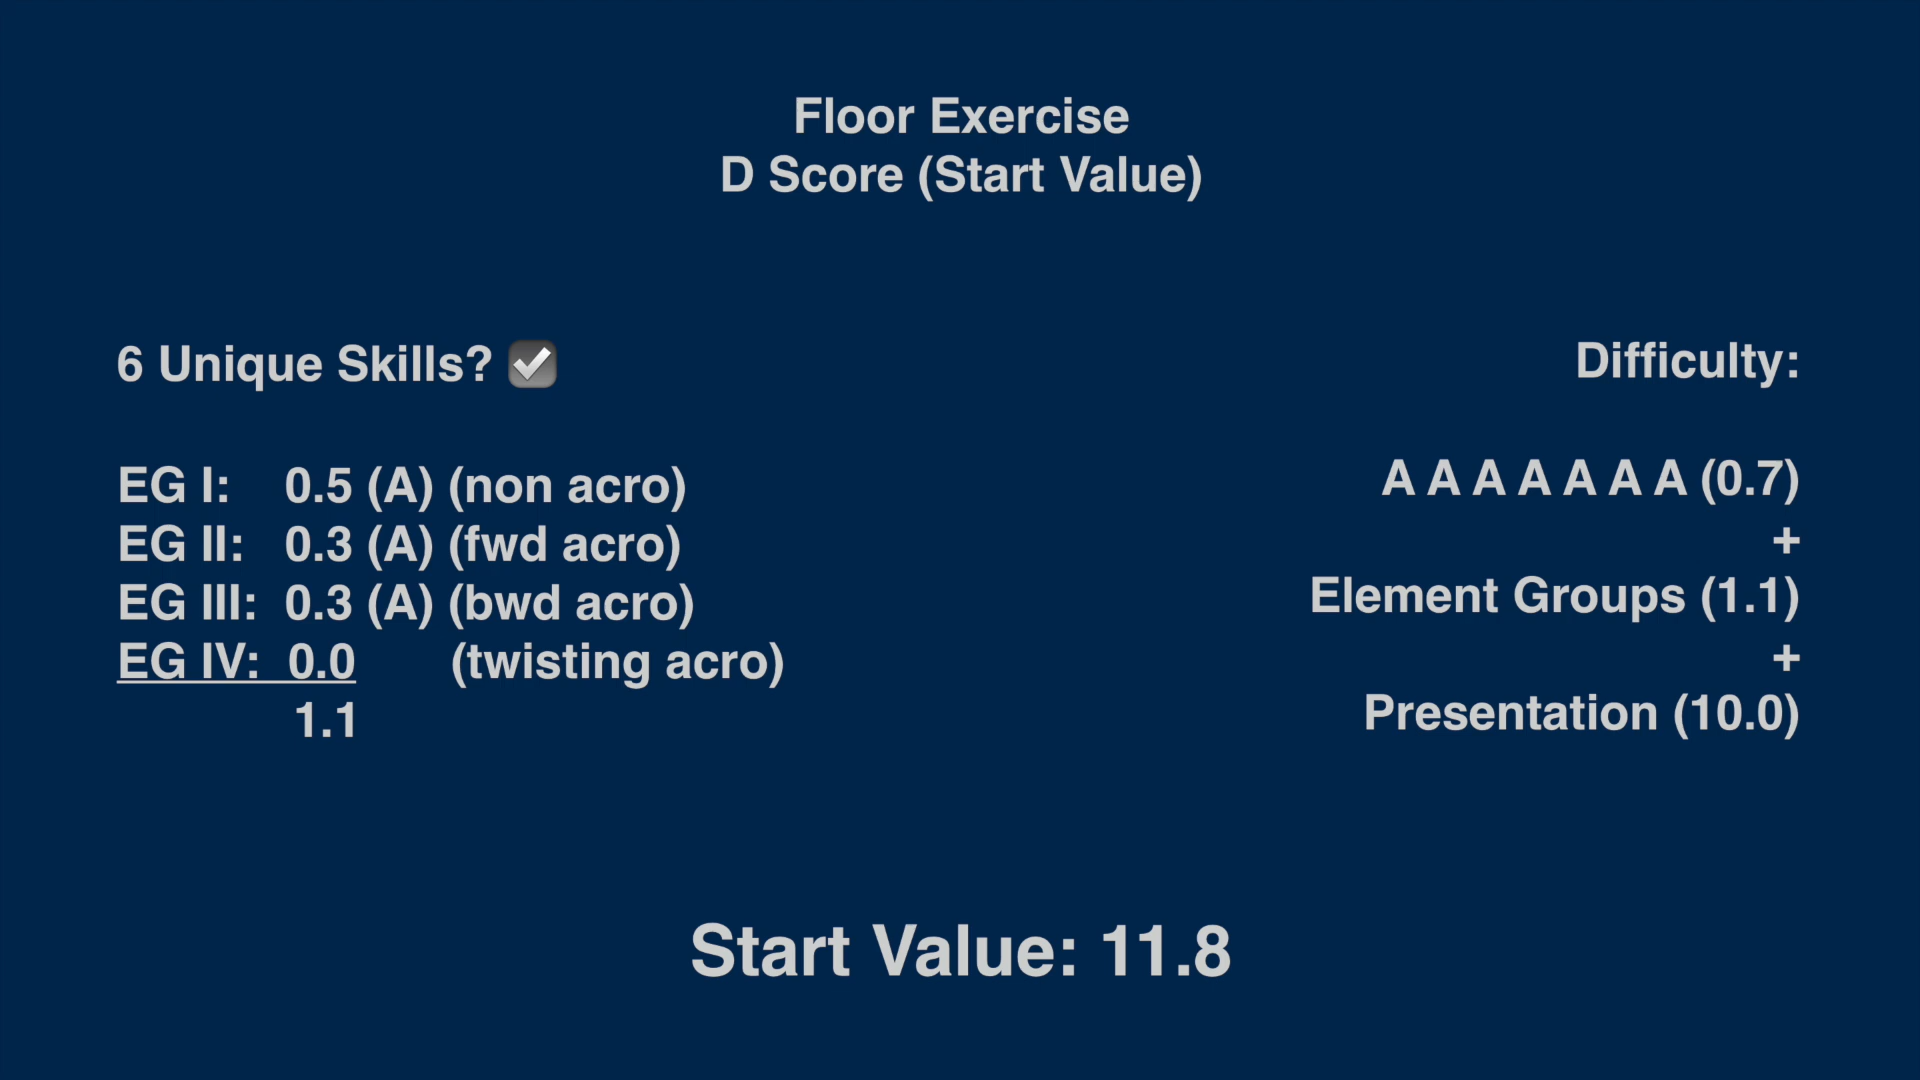 Floor Exercise
D Score (Start Value)
6 Unique Skills? ✔
EG I: 0.5 (A) (non acro)
EG II: 0.3 (A) (fwd acro)
EG III: 0.3 (A) (bwd acro)
EG IV: 0.0 (twisting acro)
1.1
Difficulty:
A A A A A A A (0.7)
+
Element Groups (1.1)
+
Presentation (10.0)
Start Value: 11.8